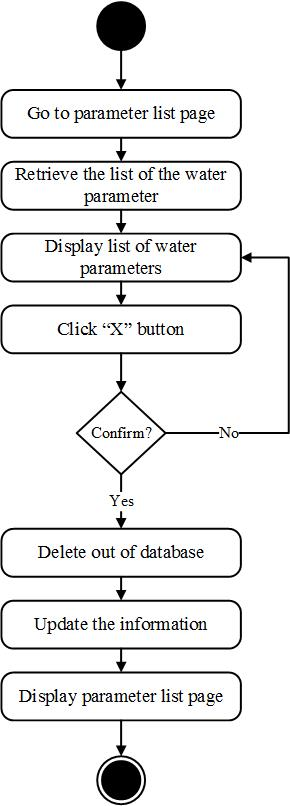 Go to parameter list page
Retrieve the list of the water
parameter
Display list of water
parameters
Click “X” button
Confirm?
No
Yes
Delete out of database
Update the information
Display parameter list page